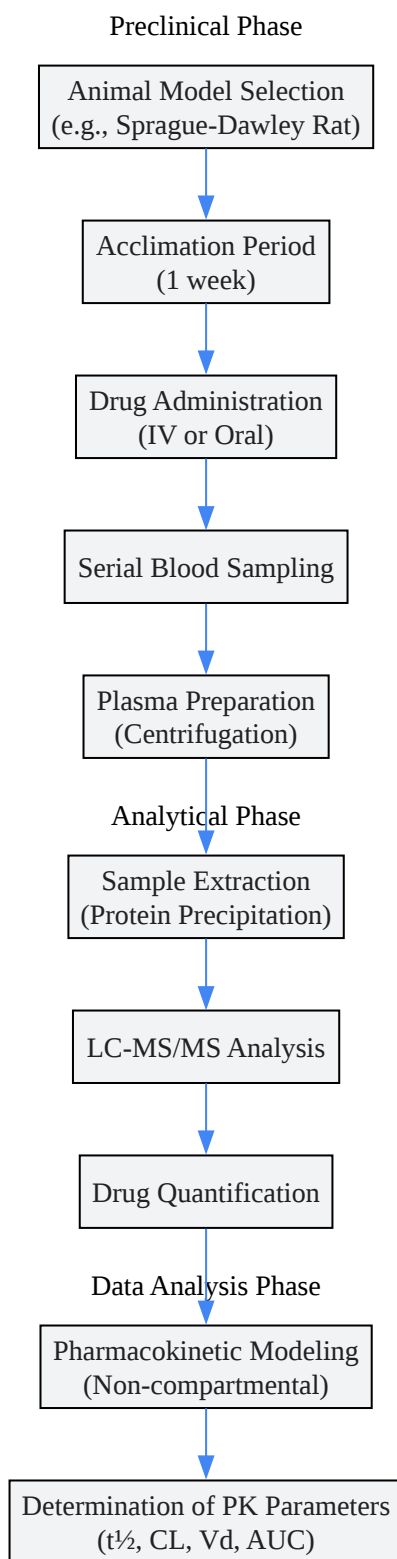 Preclinical Phase
Animal Model Selection
(e.g., Sprague-Dawley Rat)
Acclimation Period
(1 week)
Drug Administration
(IV or Oral)
Serial Blood Sampling
Plasma Preparation
(Centrifugation)
Analytical Phase
Sample Extraction
(Protein Precipitation)
LC-MS/MS Analysis
Drug Quantification
Data Analysis Phase
Pharmacokinetic Modeling
(Non-compartmental)
Determination of PK Parameters
(t½, CL, Vd, AUC)